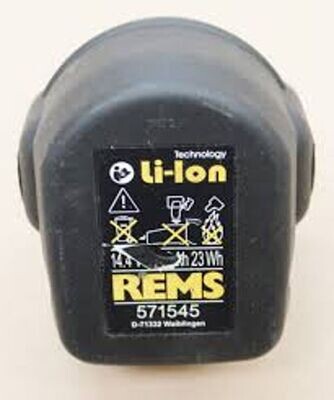 Technology
Li-Ion
14.4 V h 23 Wh
REMS
571545
D-71332 Waiblingen